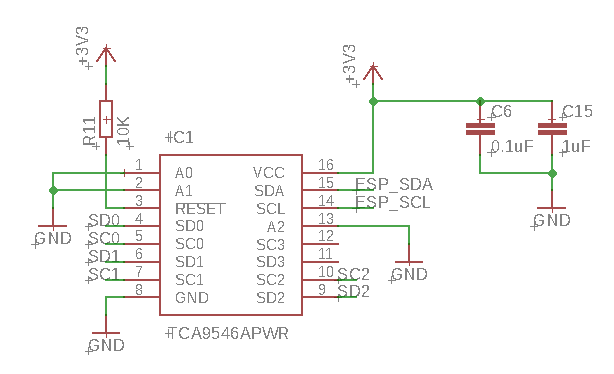 +3V3
+3V3
R11
10K
C6
C15
0.1uF
1uF
C1
1 A0 VCC 16
2 A1 SDA 15 ESP_SDA
3 RESET SCL 14 ESP_SCL
SD0 4 SD0 A2 13
SC0 5 SC0 SC3 12
SD1 6 SD1 SD3 11
SC1 7 SC1 SC2 10 SC2
8 GND SD2 9 SD2
GND
GND
GND
GND
TCA9546APWR